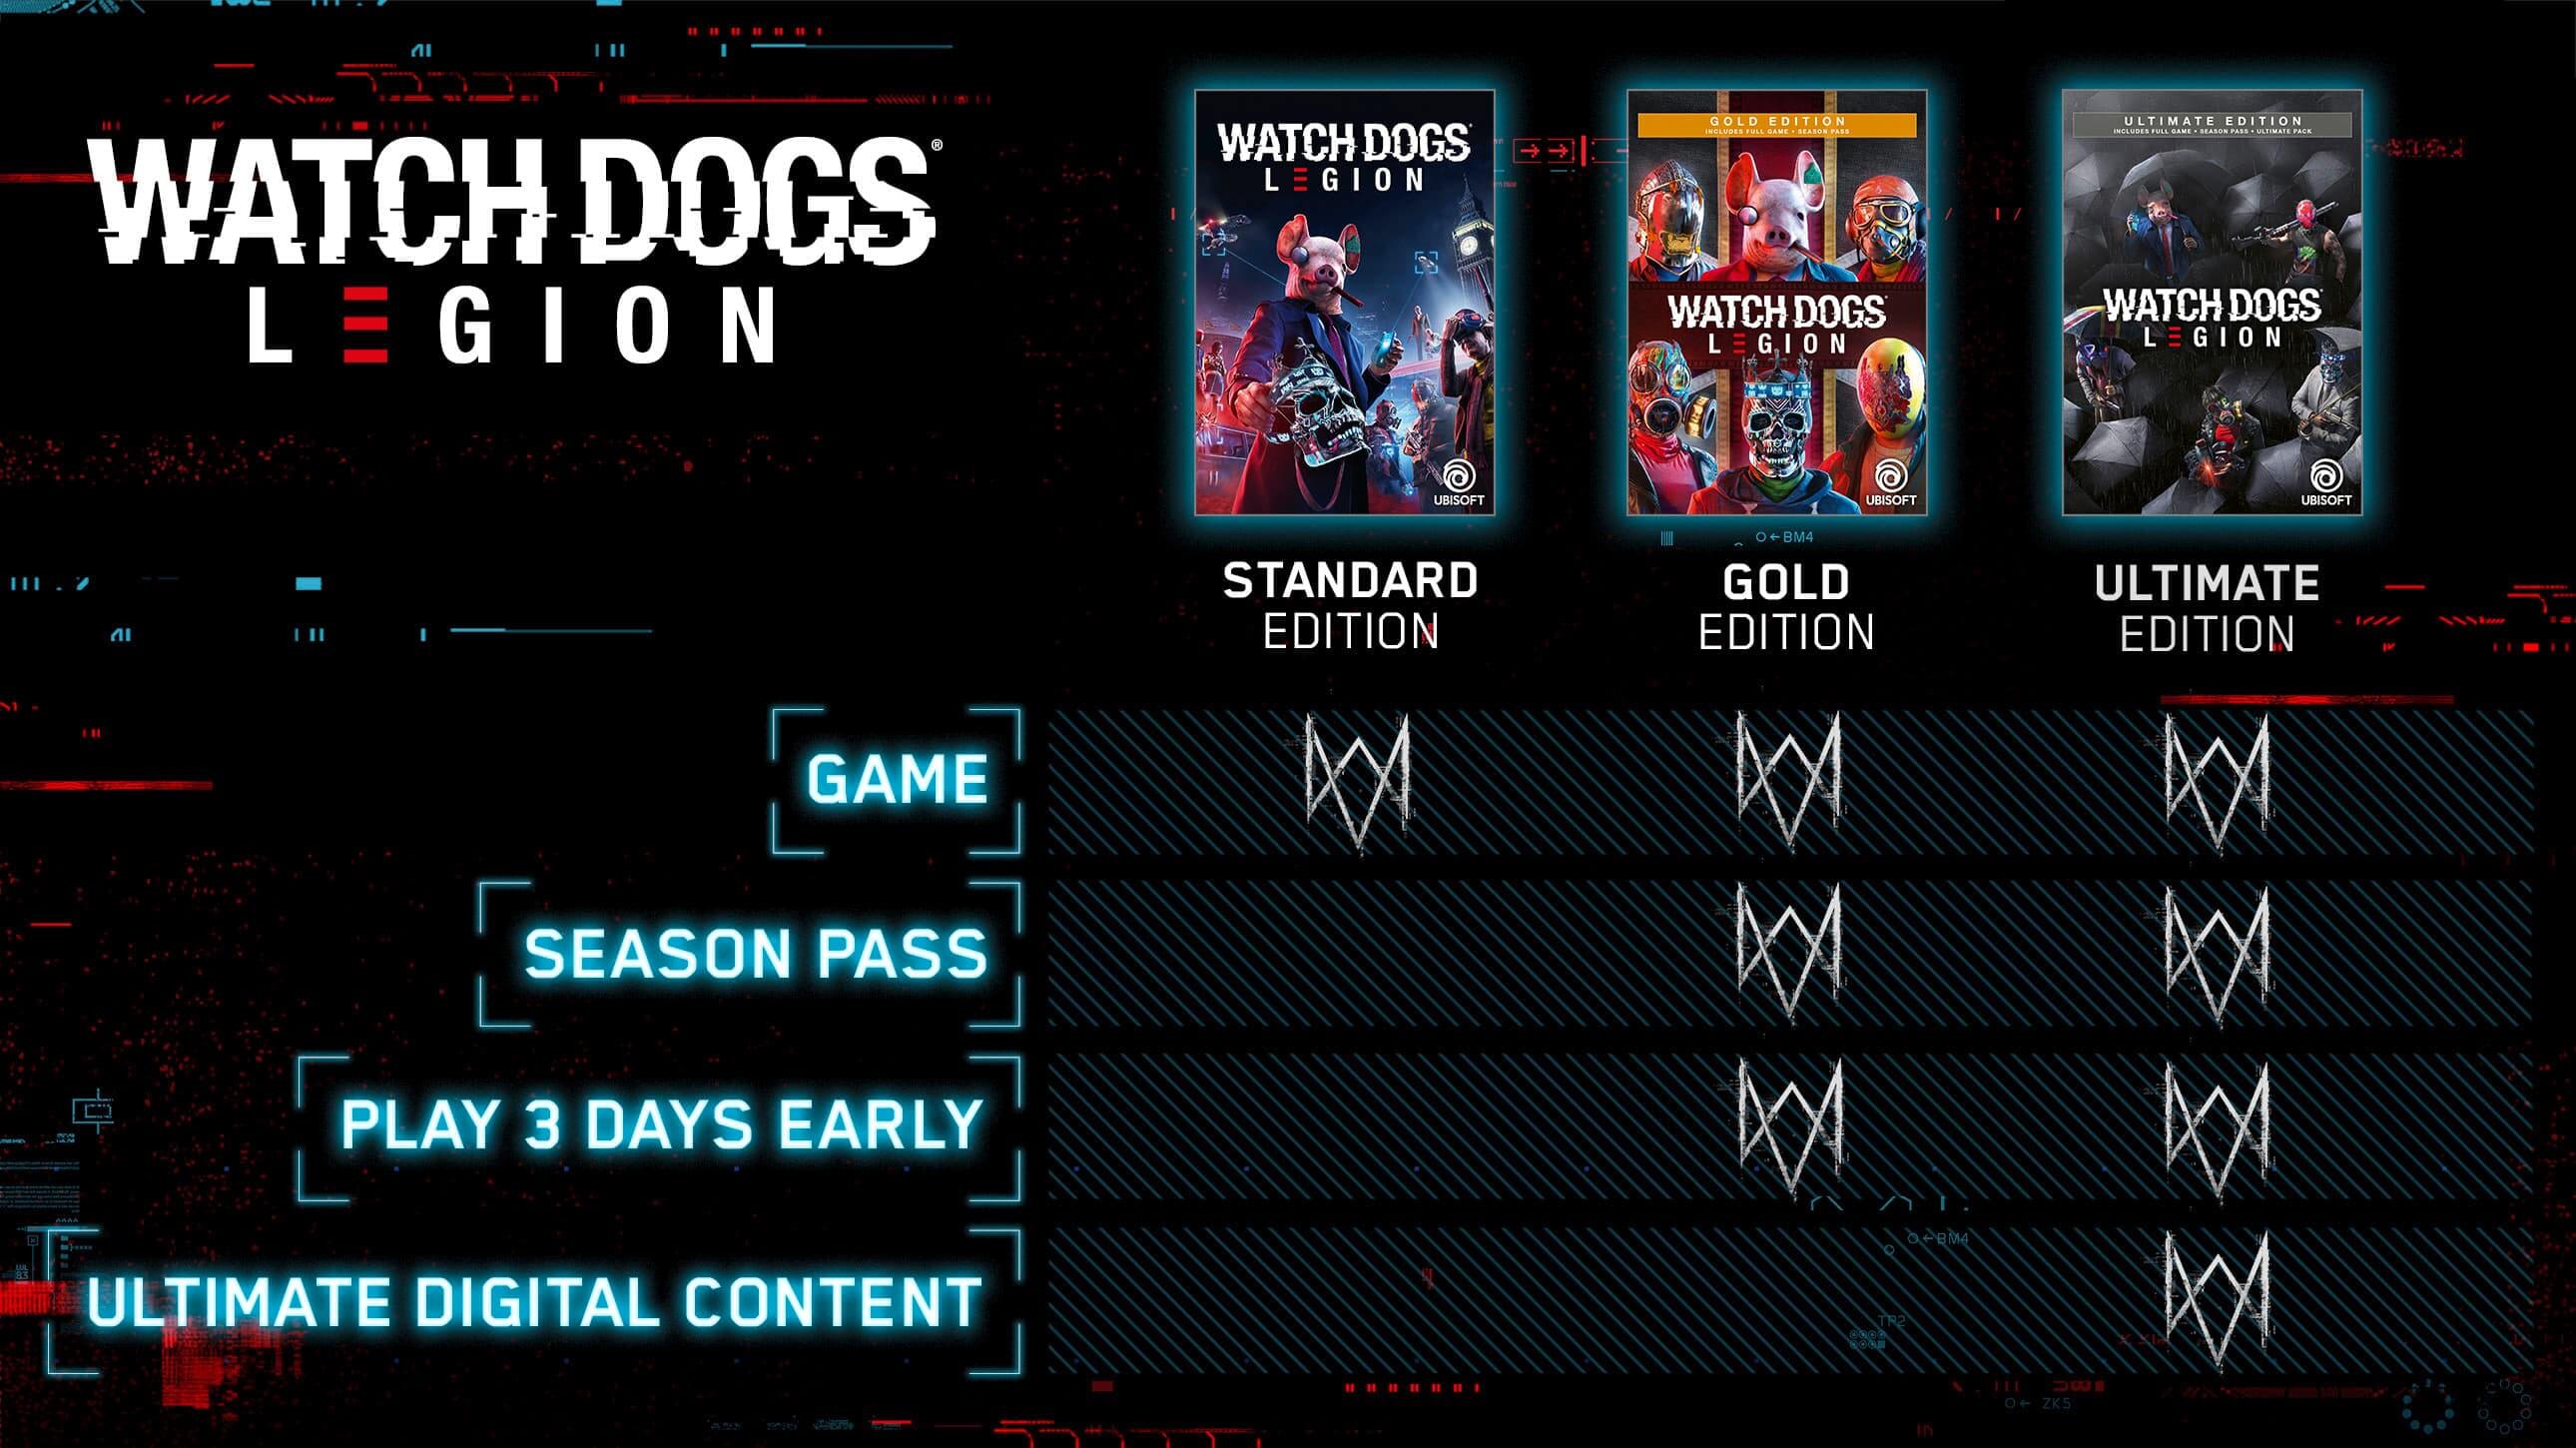 WATCH DOGS®
LEGION
WATCH DOGS
LEGION
UBISOFT
GOLD EDITION
INCLUDES FULL GAME • SEASON PASS
WATCH DOGS
LEGION
UBISOFT
ULTIMATE EDITION
INCLUDES FULL GAME • SEASON PASS • ULTIMATE PACK
WATCH DOGS
LEGION
UBISOFT
BM4
STANDARD
EDITION
GOLD
EDITION
ULTIMATE
EDITION
GAME
SEASON PASS
PLAY 3 DAYS EARLY
ULTIMATE DIGITAL CONTENT
BM4
TP2
ZK5